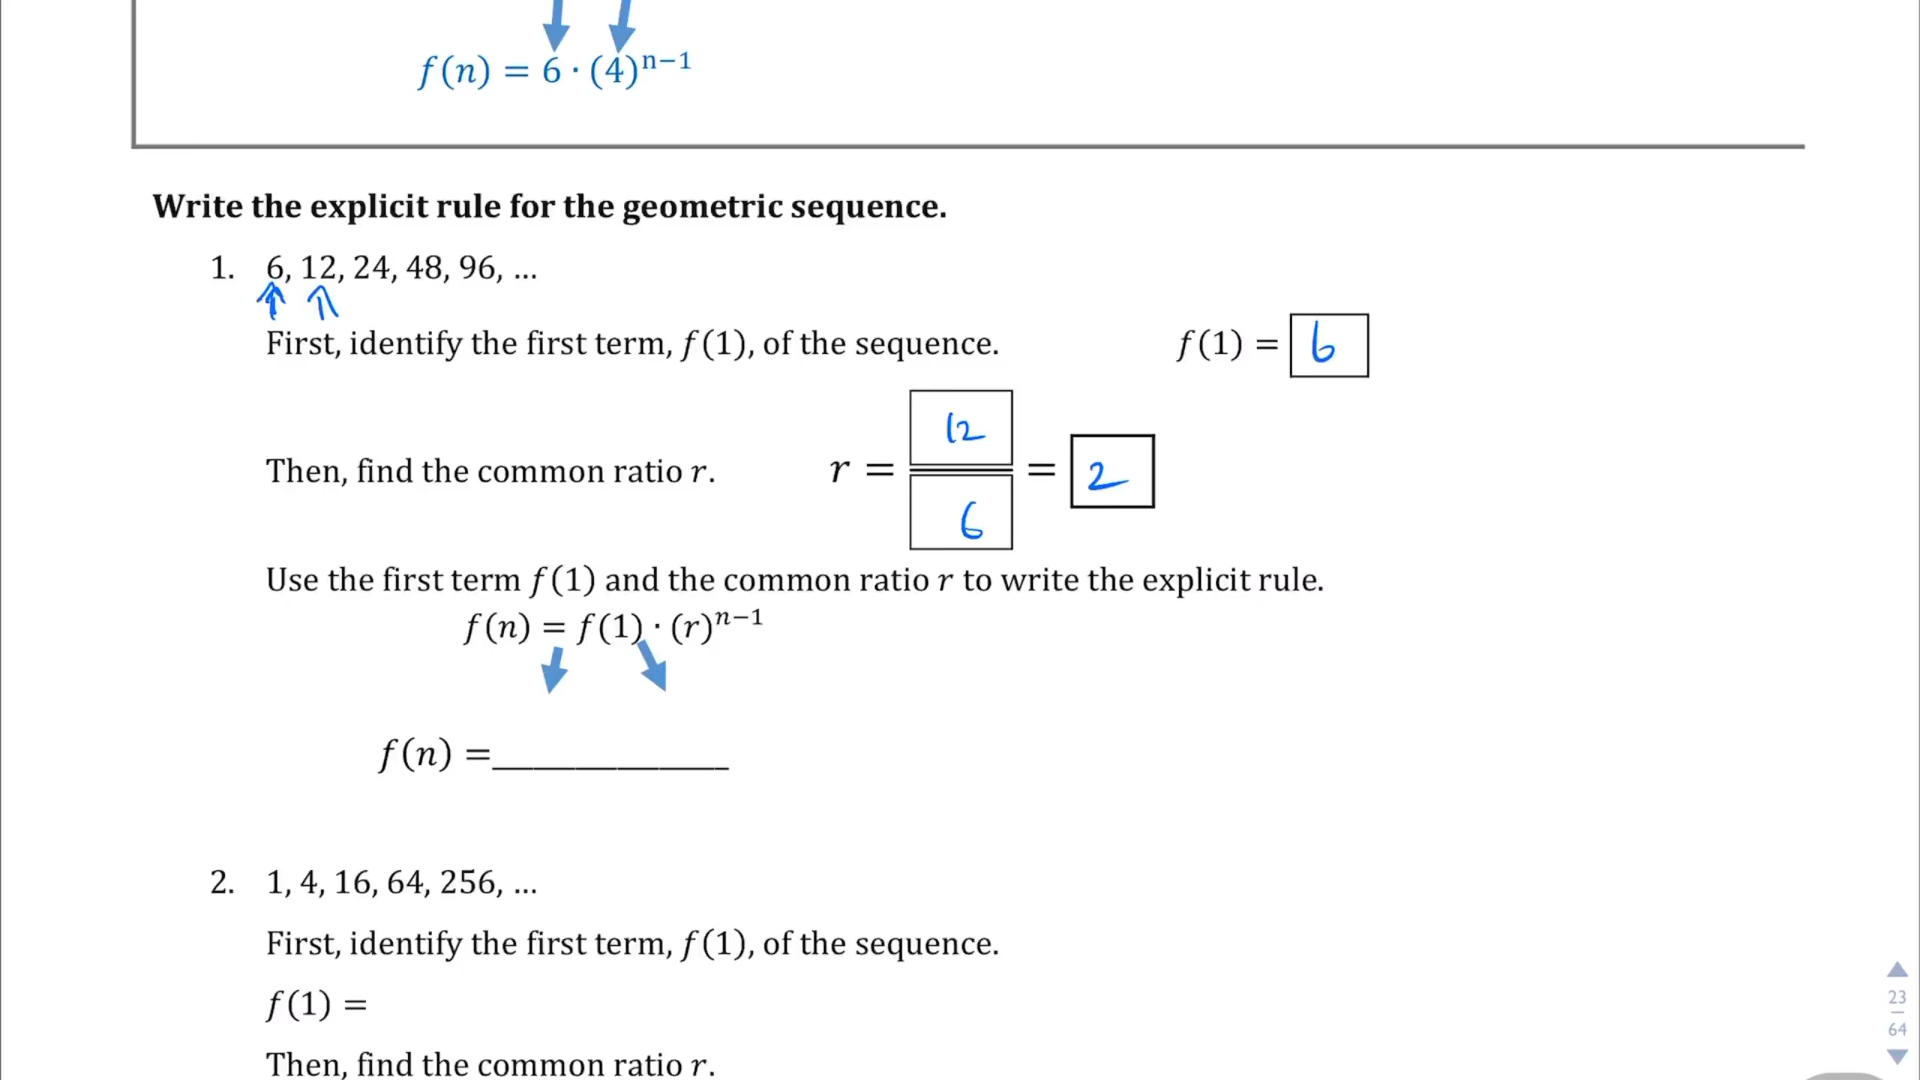 f(n) = 6 · (4)ⁿ⁻¹
Write the explicit rule for the geometric sequence.
1. 6, 12, 24, 48, 96, ...
First, identify the first term, f(1), of the sequence. f(1) = 6
12
Then, find the common ratio r. r = — = 2
6
Use the first term f(1) and the common ratio r to write the explicit rule.
f(n) = f(1) · (r)ⁿ⁻¹
f(n) =______________
2. 1, 4, 16, 64, 256, ...
First, identify the first term, f(1), of the sequence.
f(1) =
Then, find the common ratio r.
23
64